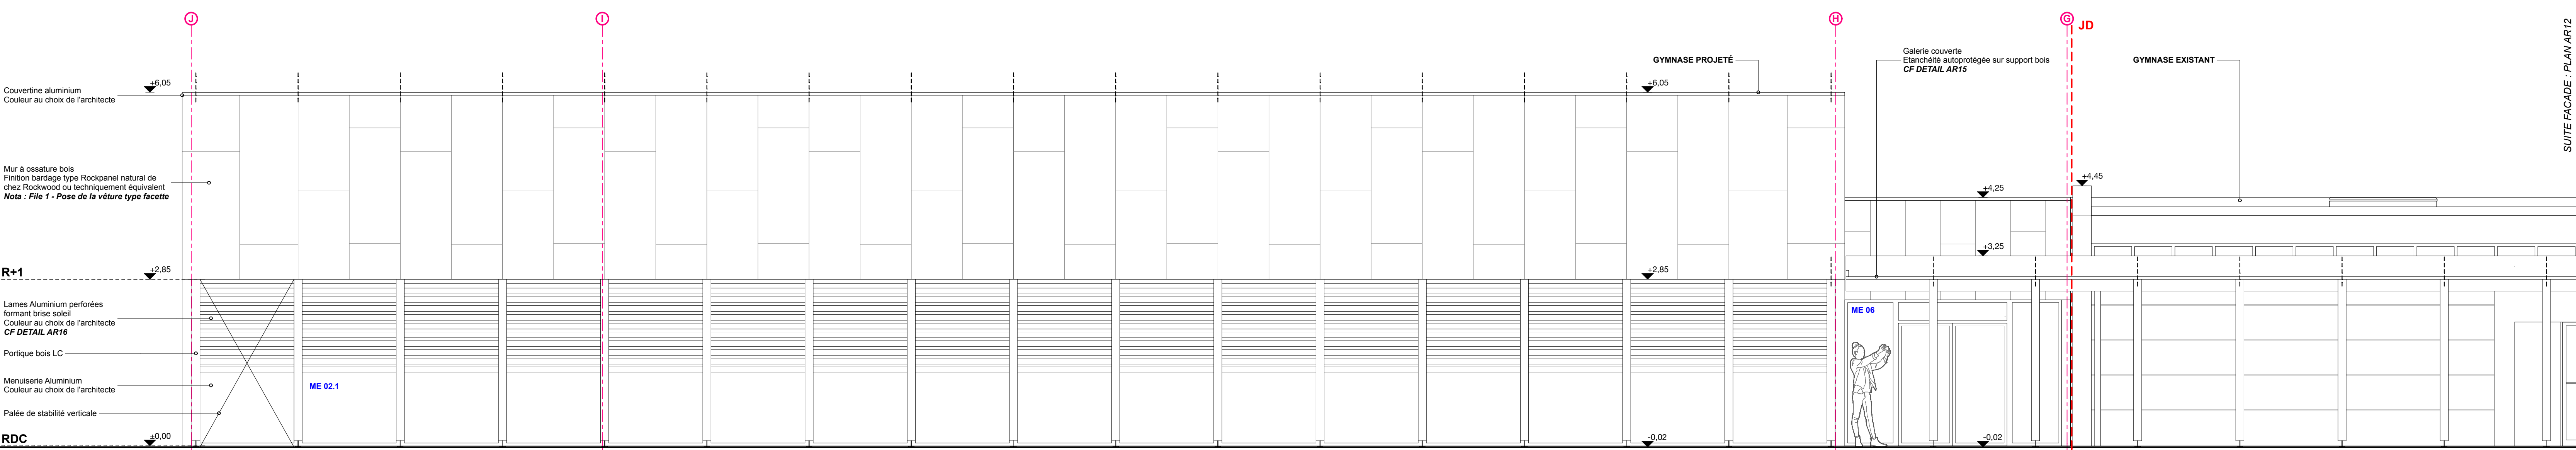 J
I
H
G
JD
SUITE FACADE : PLAN AR12
GYMNASE PROJETÉ
Galerie couverte
Etanchéité autoprotégée sur support bois
CF DETAIL AR15
GYMNASE EXISTANT
+6,05
+6,05
Couvertine aluminium
Couleur au choix de l'architecte
Mur à ossature bois
Finition bardage type Rockpanel natural de
chez Rockwood ou techniquement équivalent
Nota : File 1 - Pose de la vêture type facette
+4,45
+4,25
+3,25
R+1
+2,85
+2,85
Lames Aluminium perforées
formant brise soleil
Couleur au choix de l'architecte
CF DETAIL AR16
ME 06
Portique bois LC
Menuiserie Aluminium
Couleur au choix de l'architecte
ME 02.1
Palée de stabilité verticale
RDC
±0,00
-0,02
-0,02